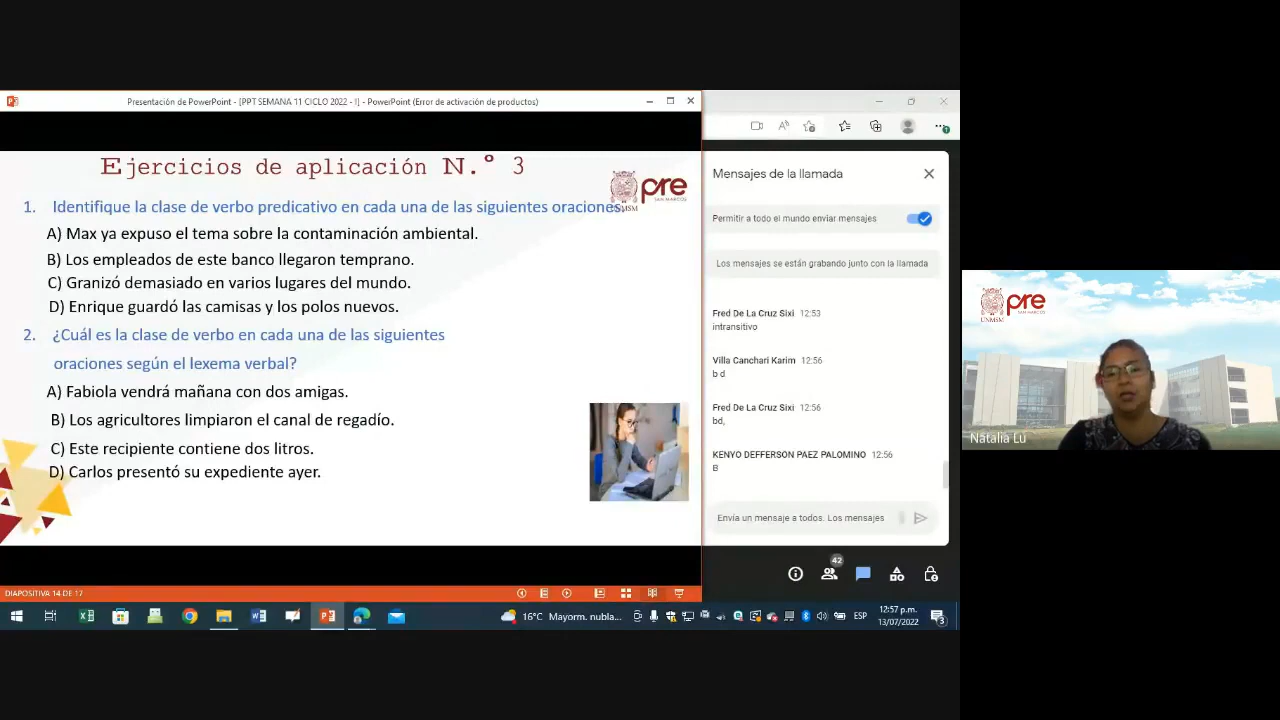 Presentación de PowerPoint - [PPT SEMANA 11 CICLO 2022 - I] - PowerPoint (Error de activación de productos)
Ejercicios de aplicación N.° 3
pre
SAN MARCOS
UNMSM
1. Identifique la clase de verbo predicativo en cada una de las siguientes oraciones.
A) Max ya expuso el tema sobre la contaminación ambiental.
B) Los empleados de este banco llegaron temprano.
C) Granizó demasiado en varios lugares del mundo.
D) Enrique guardó las camisas y los polos nuevos.
2. ¿Cuál es la clase de verbo en cada una de las siguientes
oraciones según el lexema verbal?
A) Fabiola vendrá mañana con dos amigas.
B) Los agricultores limpiaron el canal de regadío.
C) Este recipiente contiene dos litros.
D) Carlos presentó su expediente ayer.
DIAPOSITIVA 14 DE 17
Mensajes de la llamada
Permitir a todo el mundo enviar mensajes
Los mensajes se están grabando junto con la llamada
Fred De La Cruz Sixi 12:53
intransitivo
Villa Canchari Karim 12:56
b d
Fred De La Cruz Sixi 12:56
bd,
KENYO DEFFERSON PAEZ PALOMINO 12:56
B
Envía un mensaje a todos. Los mensajes
42
16°C Mayorm. nubla...
ESP
12:57 p.m.
13/07/2022
3
pre
SAN MARCOS
UNMSM
Natalia Lu